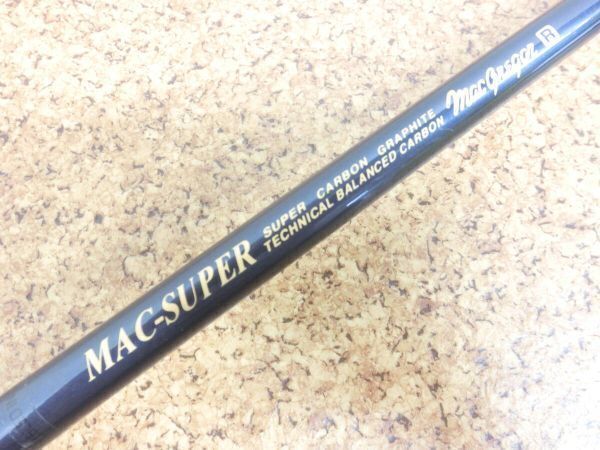 MAC-SUPER
SUPER CARBON GRAPHITE
TECHNICAL BALANCED CARBON
MacGregor R